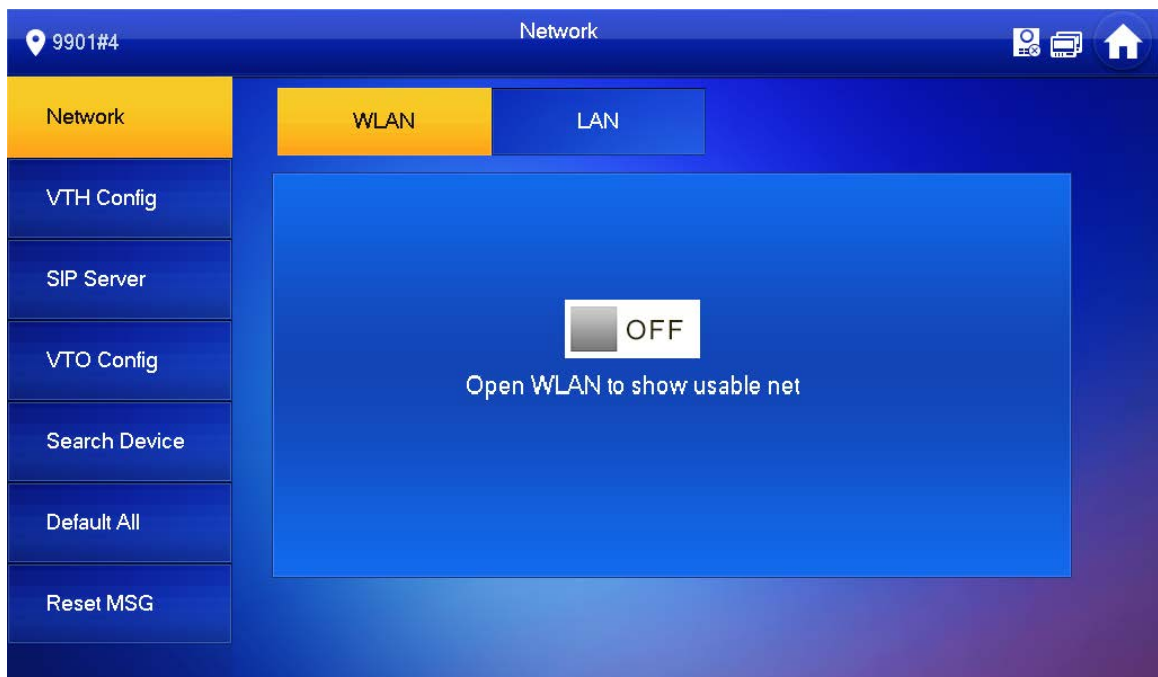 9901#4
Network
Network
WLAN
LAN
VTH Config
SIP Server
VTO Config
Search Device
Default All
Reset MSG
OFF
Open WLAN to show usable net